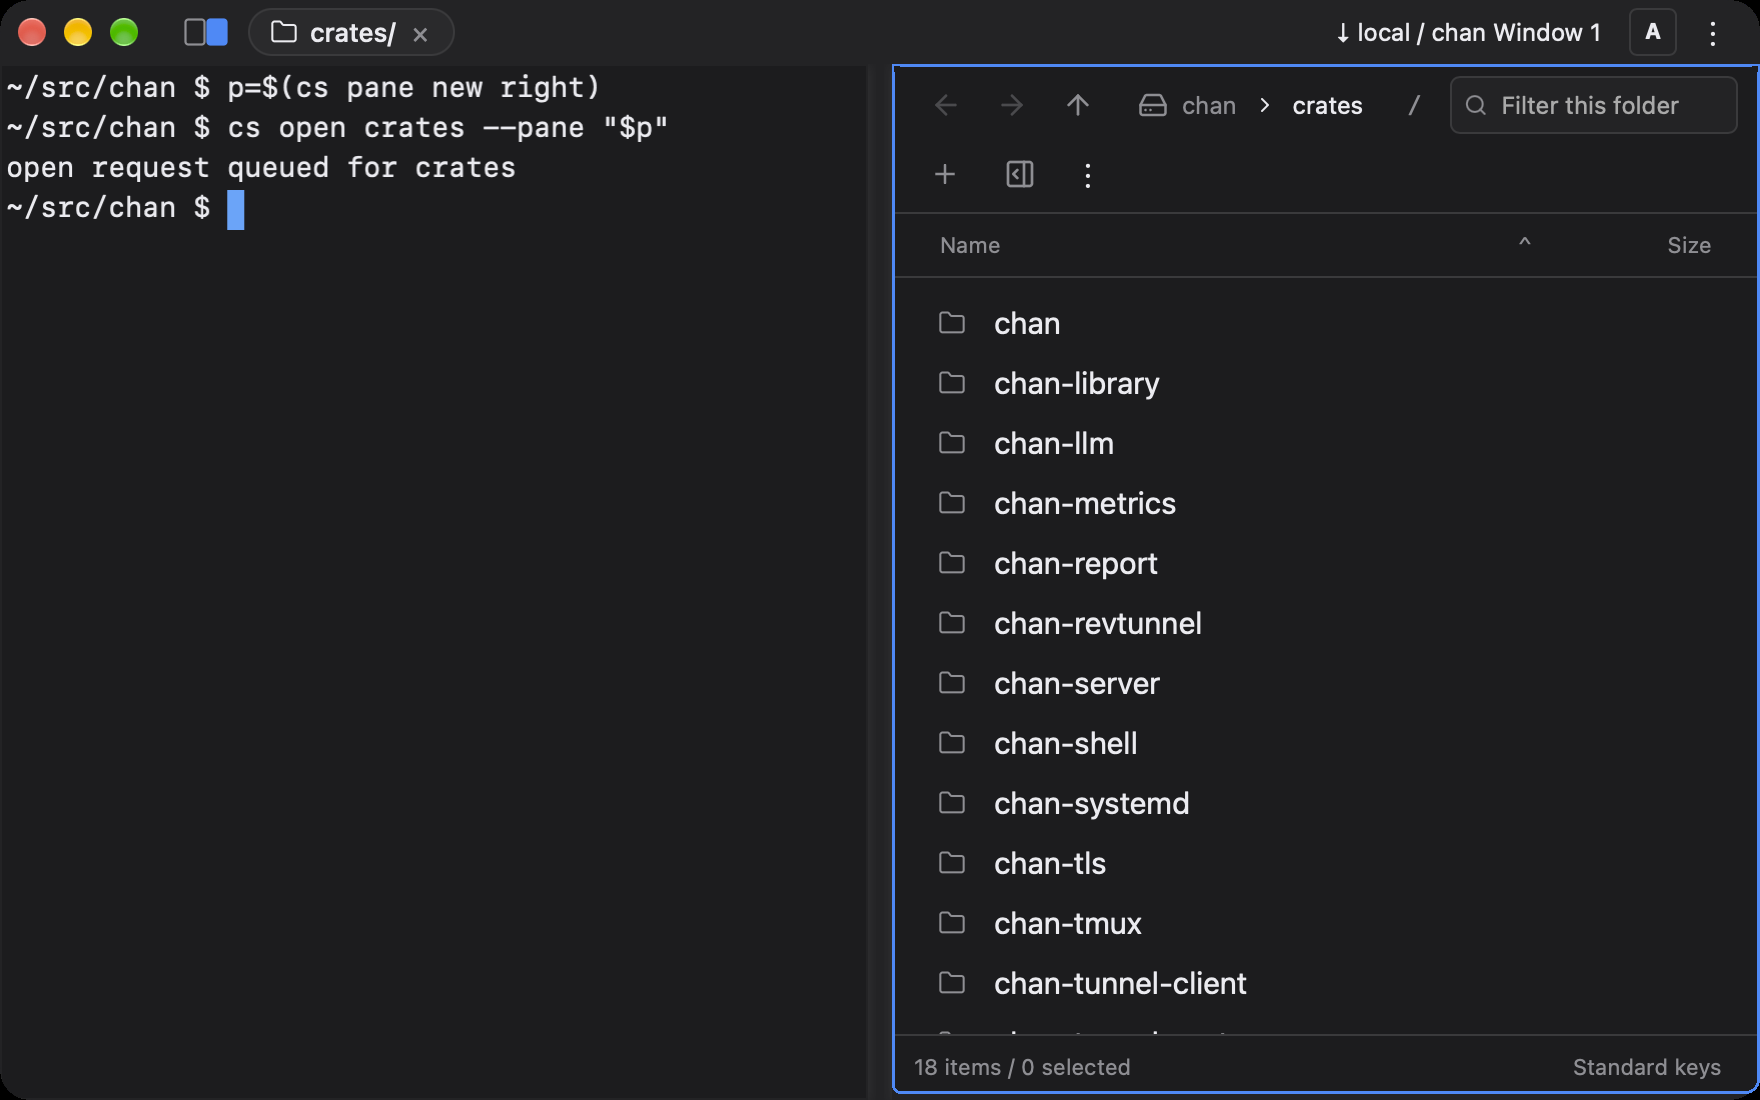 crates/ ×
↓ local / chan Window 1 A
~/src/chan $ p=$(cs pane new right)
~/src/chan $ cs open crates --pane "$p"
open request queued for crates
~/src/chan $
chan > crates / Filter this folder
Name ^ Size
chan
chan-library
chan-llm
chan-metrics
chan-report
chan-revtunnel
chan-server
chan-shell
chan-systemd
chan-tls
chan-tmux
chan-tunnel-client
18 items / 0 selected
Standard keys